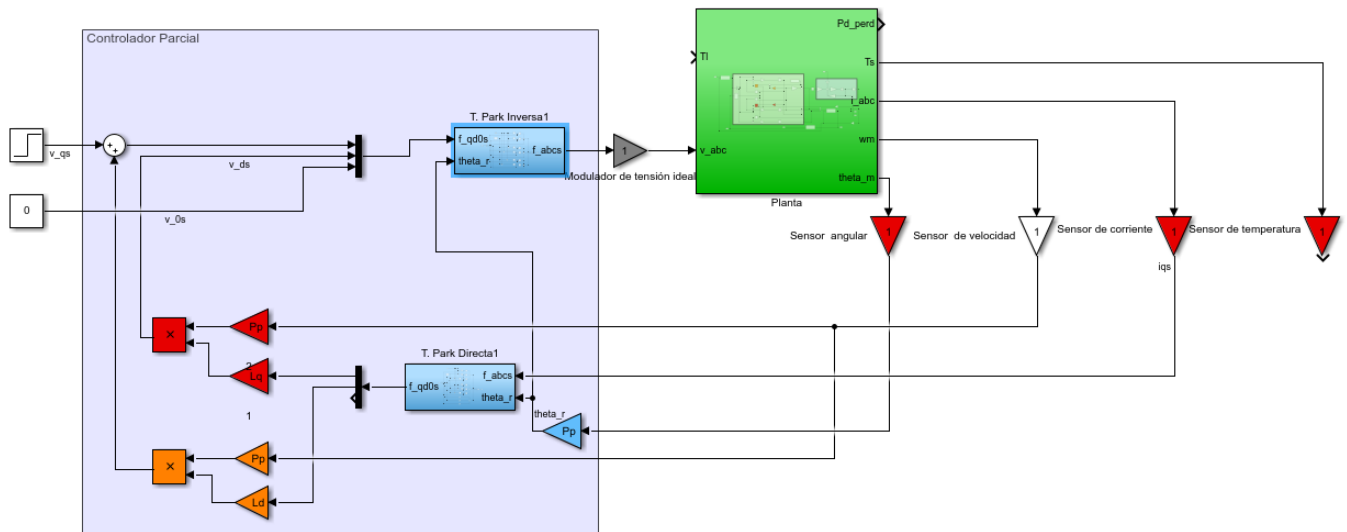 Controlador Parcial
Pd_perd
Tl
Ts
i_abc
wm
theta_m
v_abc
Planta
T. Park Inversa1
f_qd0s
theta_r
f_abcs
1
Modulador de tensión ideal
v_qs
v_ds
0
v_0s
Sensor angular
1
Sensor de velocidad
1
Sensor de corriente
1
iqs
Sensor de temperatura
1
×
Pp
Lq
1
T. Park Directa1
f_qd0s
f_abcs
theta_r
theta_r
Pp
×
Pp
Ld